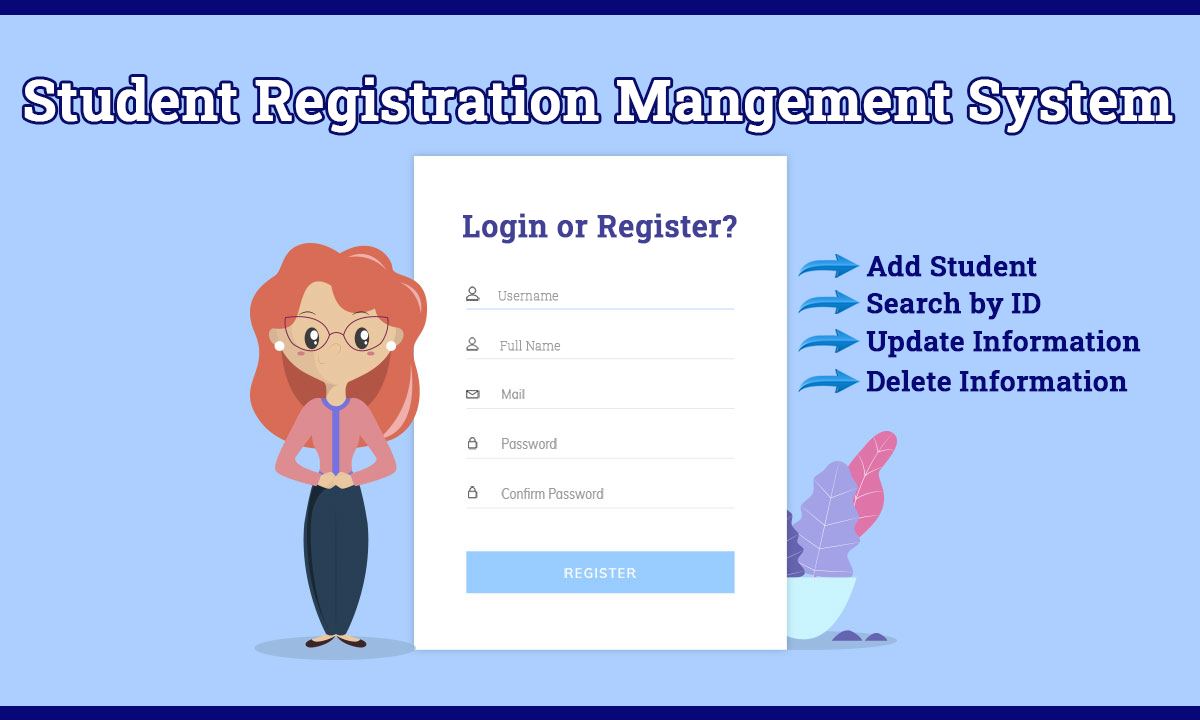 Student Registration Mangement System
Login or Register?
Username
Full Name
Mail
Password
Confirm Password
REGISTER
Add Student
Search by ID
Update Information
Delete Information